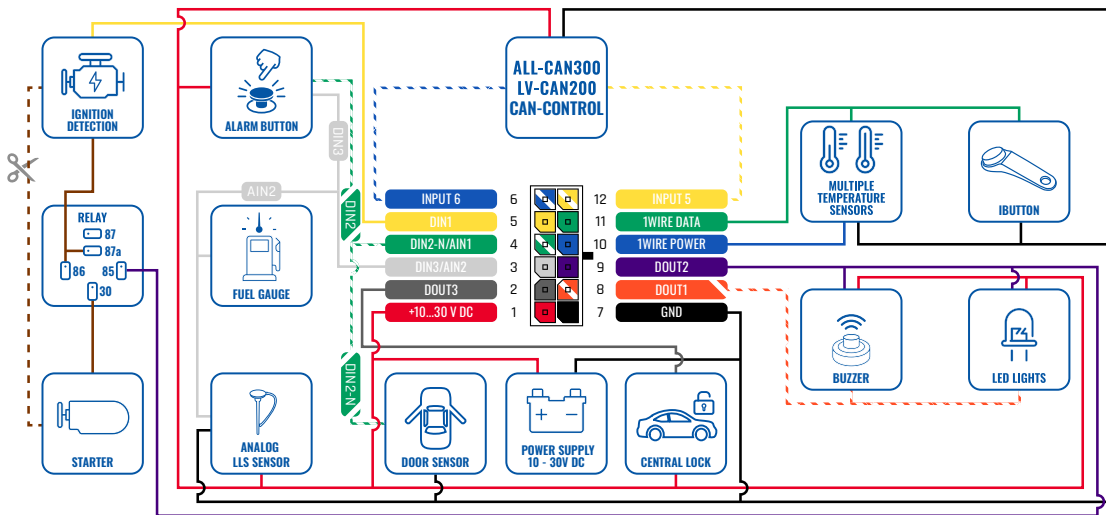 ALL-CAN300
LV-CAN200
CAN-CONTROL
IGNITION
DETECTION
ALARM BUTTON
DIN3
AIN2
DIN2
MULTIPLE
TEMPERATURE
SENSORS
IBUTTON
INPUT 6 6 12 INPUT 5
DIN1 5 11 1WIRE DATA
DIN2-N/AIN1 4 10 1WIRE POWER
DIN3/AIN2 3 9 DOUT2
DOUT3 2 8 DOUT1
+10...30 V DC 1 7 GND
RELAY
87
87a
86 85
30
FUEL GAUGE
BUZZER
LED LIGHTS
DIN2-N
STARTER
ANALOG
LLS SENSOR
DOOR SENSOR
POWER SUPPLY
10 - 30V DC
CENTRAL LOCK